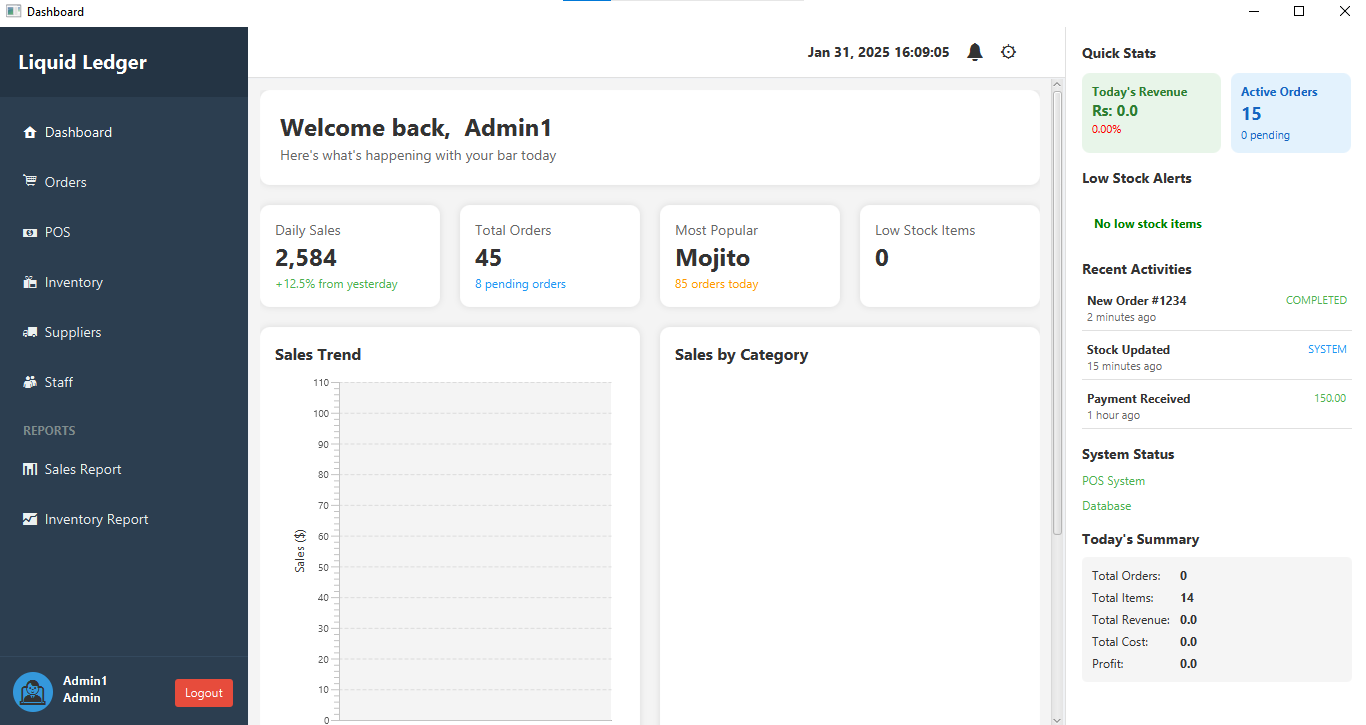 Dashboard
Liquid Ledger
Dashboard
Orders
POS
Inventory
Suppliers
Staff
REPORTS
Sales Report
Inventory Report
Admin1
Admin
Logout
Jan 31, 2025 16:09:05
Welcome back,  Admin1
Here's what's happening with your bar today
Daily Sales
2,584
+12.5% from yesterday
Total Orders
45
8 pending orders
Most Popular
Mojito
85 orders today
Low Stock Items
0
Sales Trend
Sales ($)
110
100
90
80
70
60
50
40
30
20
10
0
Sales by Category
Quick Stats
Today's Revenue
Rs: 0.0
0.00%
Active Orders
15
0 pending
Low Stock Alerts
No low stock items
Recent Activities
New Order #1234 COMPLETED
2 minutes ago
Stock Updated SYSTEM
15 minutes ago
Payment Received 150.00
1 hour ago
System Status
POS System
Database
Today's Summary
Total Orders: 0
Total Items: 14
Total Revenue: 0.0
Total Cost: 0.0
Profit: 0.0